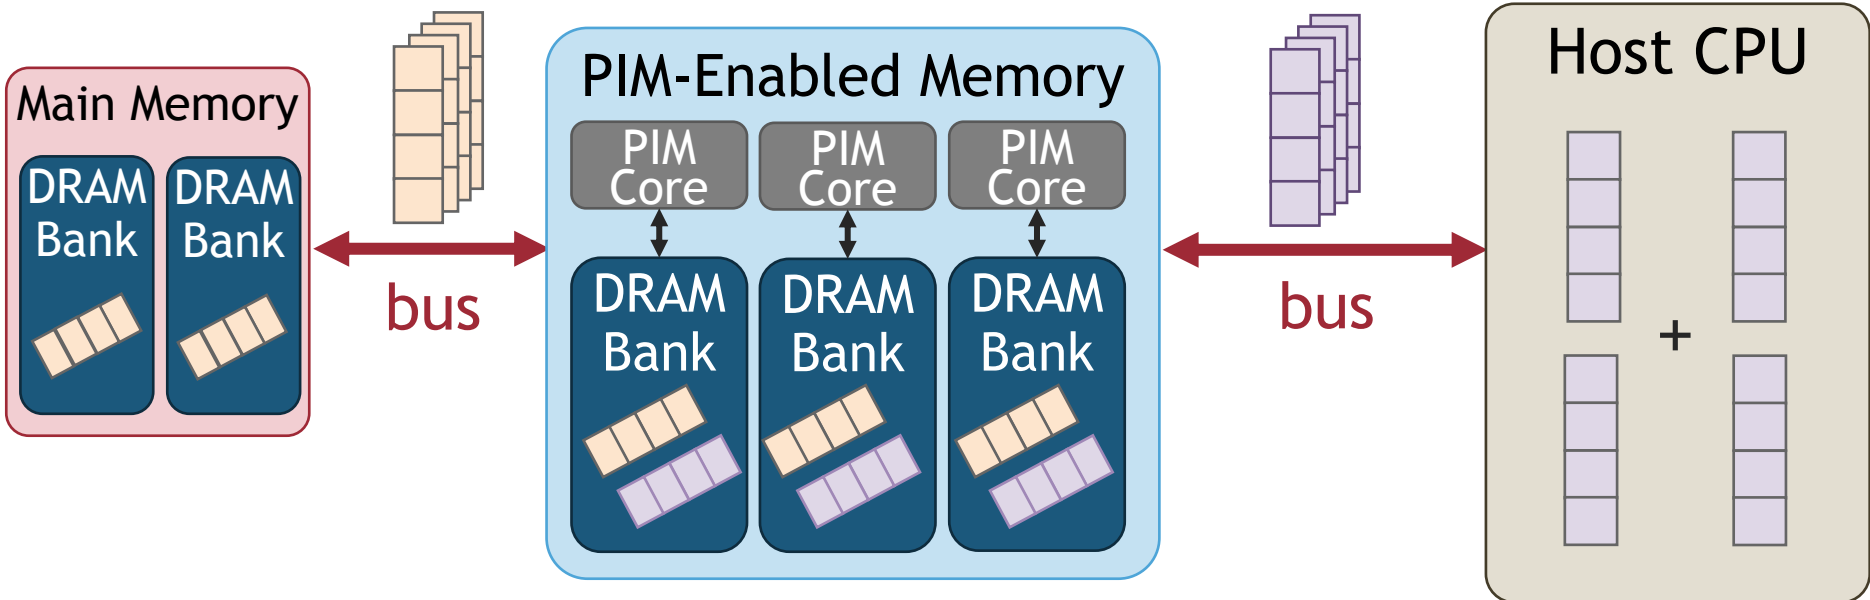 Main Memory
DRAM
Bank
DRAM
Bank
bus
PIM-Enabled Memory
PIM
Core
PIM
Core
PIM
Core
DRAM
Bank
DRAM
Bank
DRAM
Bank
bus
Host CPU
+